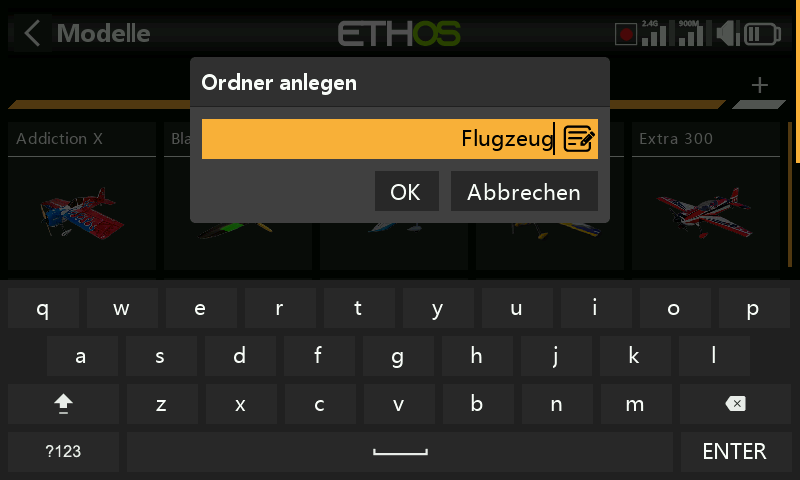 Modelle
ETHOS
2.4G
900M
Ordner anlegen
Flugzeug
OK
Abbrechen
Addiction X
Bla
Extra 300
q w e r t y u i o p
a s d f g h j k l
z x c v b n m
?123
ENTER